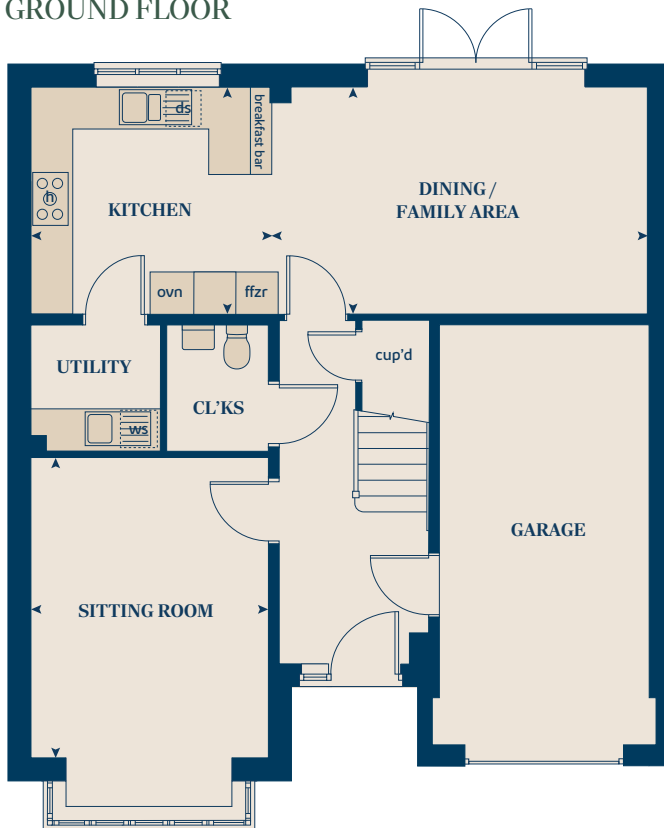 GROUND FLOOR
ds
breakfast bar
h
KITCHEN
DINING /
FAMILY AREA
ovn
ffzr
UTILITY
cup'd
CL'KS
ws
GARAGE
SITTING ROOM